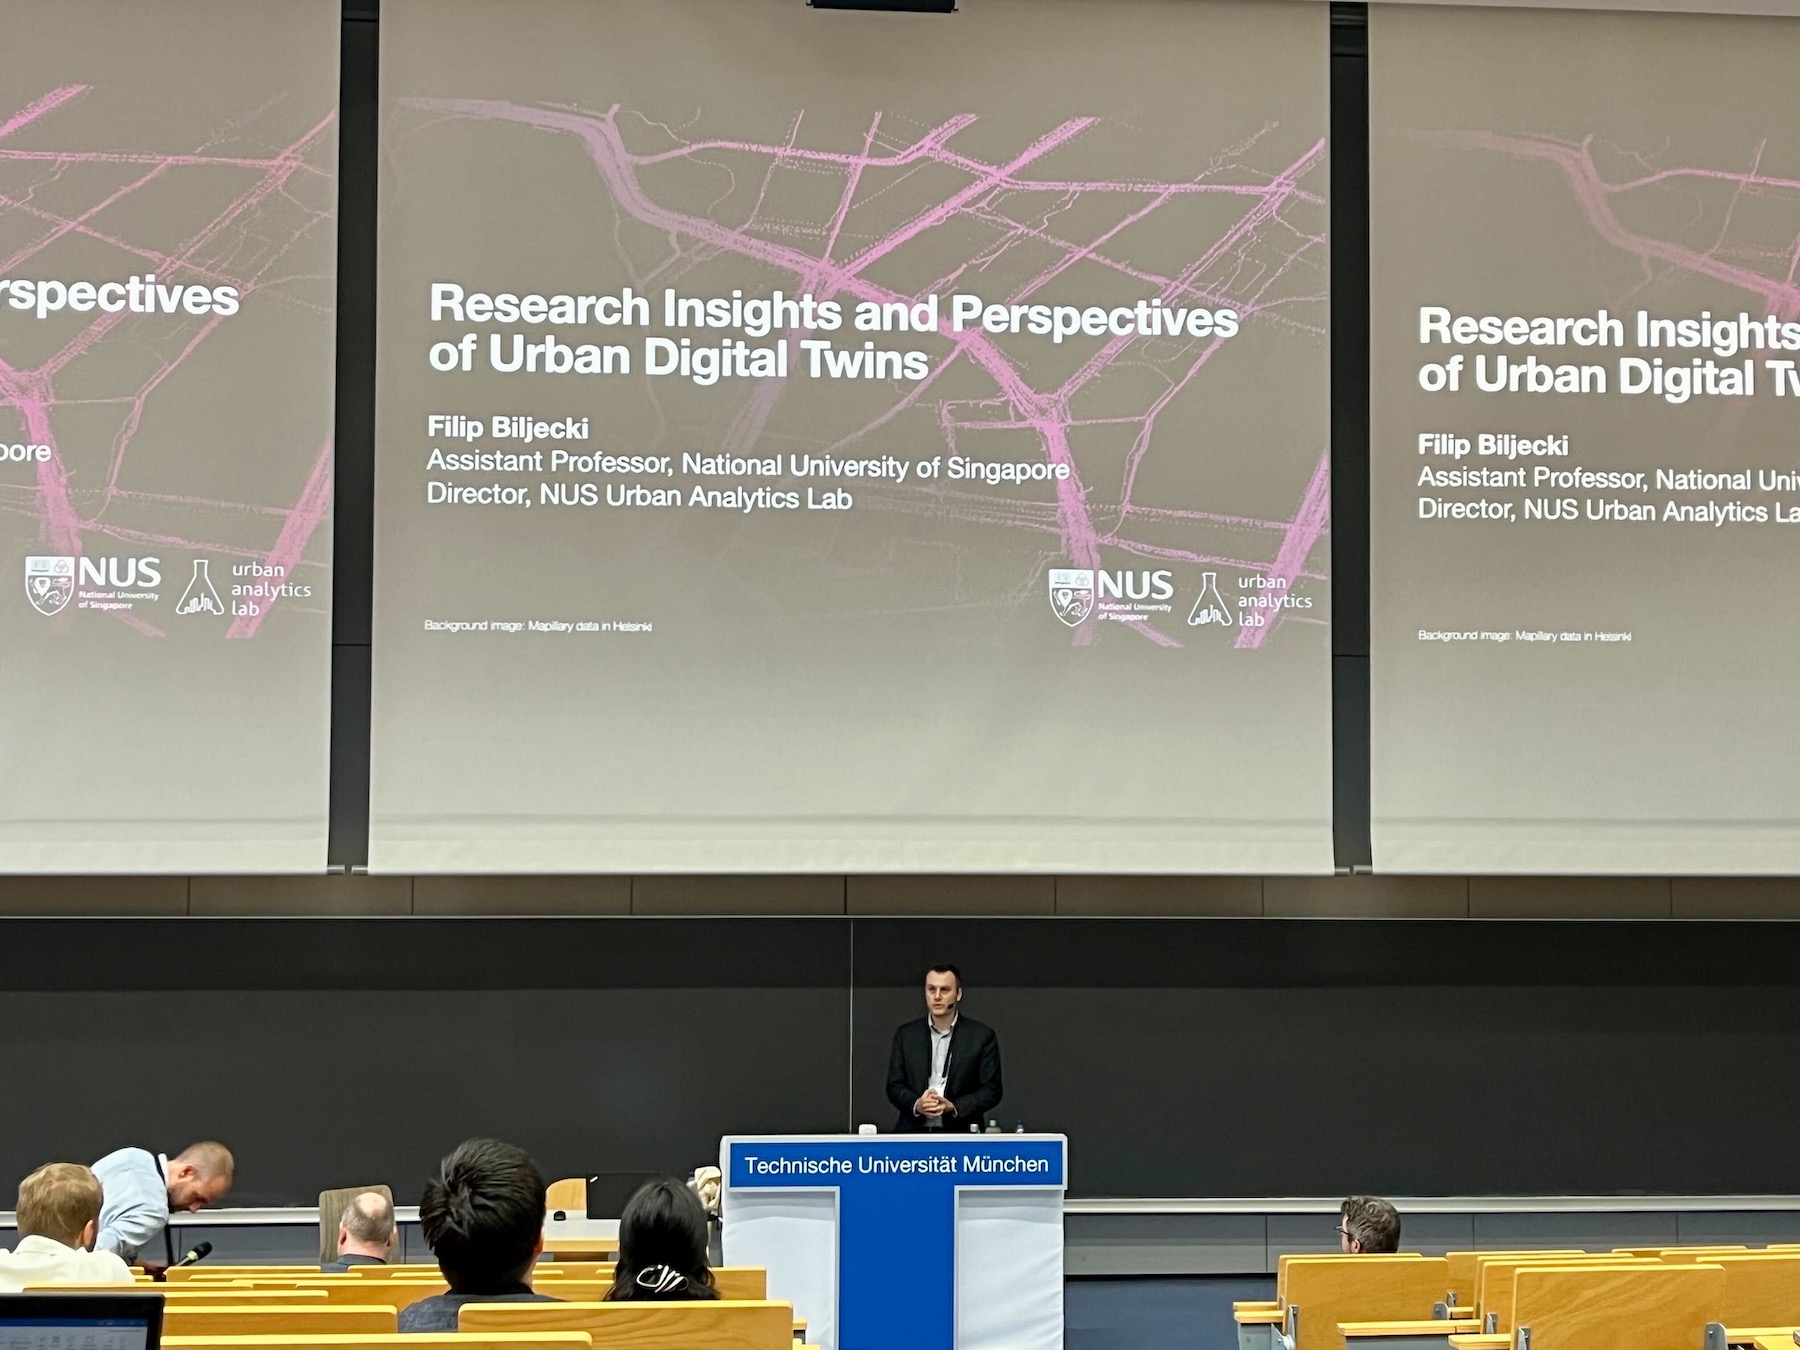 rspectives
pore
NUS
National University
of Singapore
urban
analytics
lab
Research Insights and Perspectives
of Urban Digital Twins
Filip Biljecki
Assistant Professor, National University of Singapore
Director, NUS Urban Analytics Lab
NUS
National University
of Singapore
urban
analytics
lab
Background image: Mapillary data in Helsinki
Research Insights
of Urban Digital Tw
Filip Biljecki
Assistant Professor, National Univ
Director, NUS Urban Analytics La
Background image: Mapillary data in Helsinki
Technische Universität München